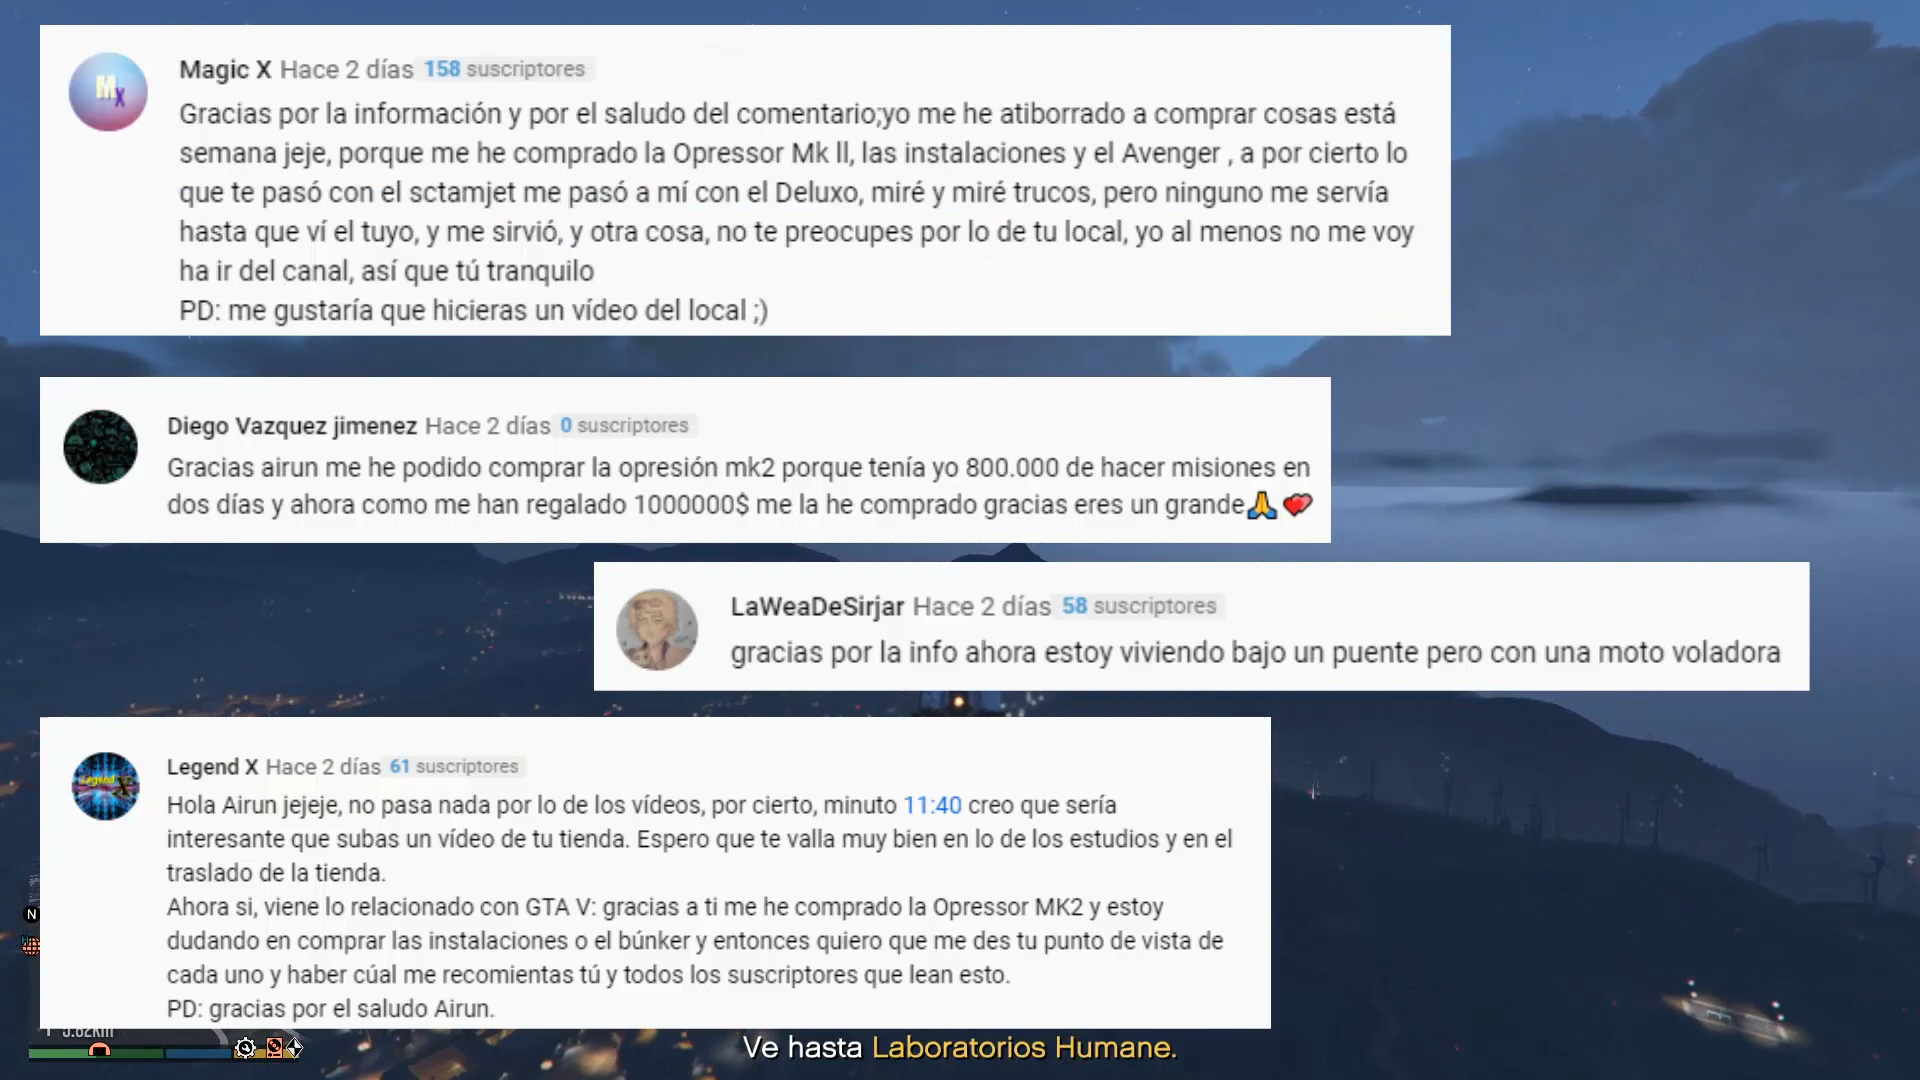 Magic X Hace 2 días 158 suscriptores
Gracias por la información y por el saludo del comentario;yo me he atiborrado a comprar cosas está
semana jeje, porque me he comprado la Opressor Mk ll, las instalaciones y el Avenger , a por cierto lo
que te pasó con el sctamjet me pasó a mí con el Deluxo, miré y miré trucos, pero ninguno me servía
hasta que ví el tuyo, y me sirvió, y otra cosa, no te preocupes por lo de tu local, yo al menos no me voy
ha ir del canal, así que tú tranquilo
PD: me gustaría que hicieras un vídeo del local ;)
Diego Vazquez jimenez Hace 2 días 0 suscriptores
Gracias airun me he podido comprar la opresión mk2 porque tenía yo 800.000 de hacer misiones en
dos días y ahora como me han regalado 1000000$ me la he comprado gracias eres un grande🙏💕
LaWeaDeSirjar Hace 2 días 58 suscriptores
gracias por la info ahora estoy viviendo bajo un puente pero con una moto voladora
Legend X Hace 2 días 61 suscriptores
Hola Airun jejeje, no pasa nada por lo de los vídeos, por cierto, minuto 11:40 creo que sería
interesante que subas un vídeo de tu tienda. Espero que te valla muy bien en lo de los estudios y en el
traslado de la tienda.
Ahora si, viene lo relacionado con GTA V: gracias a ti me he comprado la Opressor MK2 y estoy
dudando en comprar las instalaciones o el búnker y entonces quiero que me des tu punto de vista de
cada uno y haber cúal me recomientas tú y todos los suscriptores que lean esto.
PD: gracias por el saludo Airun.
N
Ve hasta Laboratorios Humane.